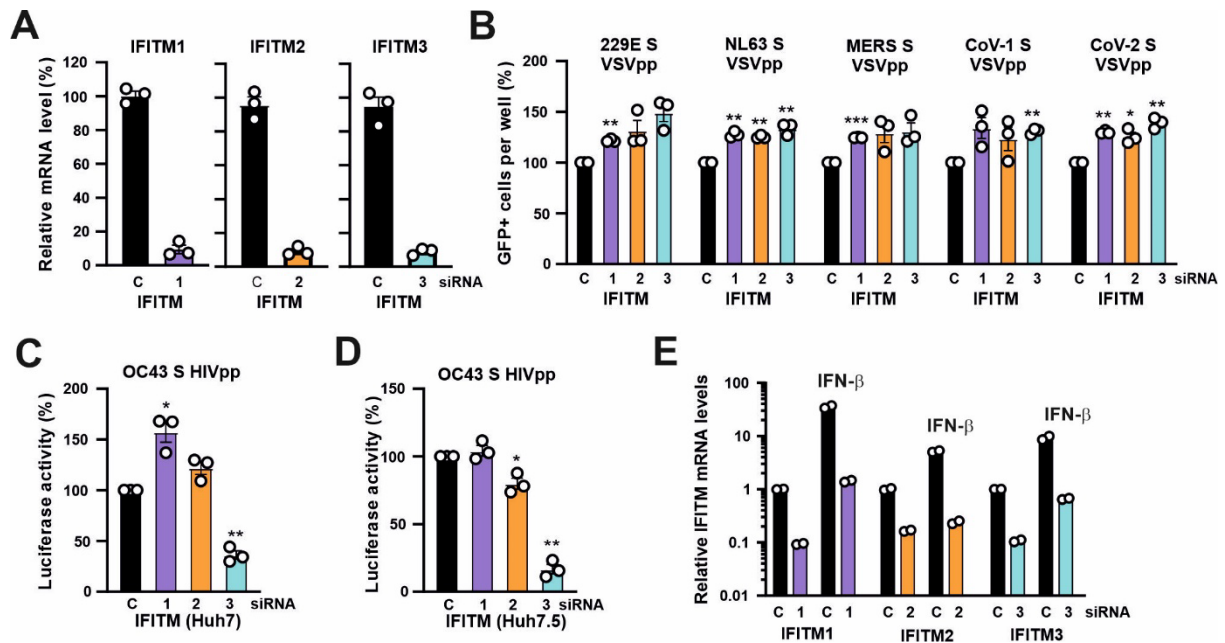 A
IFITM1
IFITM2
IFITM3
Relative mRNA level (%)
100
80
60
40
20
0
C 1 C 2 C 3 siRNA
IFITM IFITM IFITM
B
229E S VSVpp
NL63 S VSVpp
MERS S VSVpp
CoV-1 S VSVpp
CoV-2 S VSVpp
GFP+ cells per well (%)
200
150
100
50
0
**
** ** **
***
**
** * **
C 1 2 3 C 1 2 3 C 1 2 3 C 1 2 3 C 1 2 3 siRNA
IFITM IFITM IFITM IFITM IFITM
C
OC43 S HIVpp
Luciferase activity (%)
200
150
100
50
0
*
**
C 1 2 3 siRNA
IFITM (Huh7)
D
OC43 S HIVpp
Luciferase activity (%)
150
100
50
0
*
**
C 1 2 3 siRNA
IFITM (Huh7.5)
E
Relative IFITM mRNA levels
100
10
1
0.1
0.01
IFN-β
IFN-β
IFN-β
C 1 C 1 C 2 C 2 C 3 C 3 siRNA
IFITM1 IFITM2 IFITM3